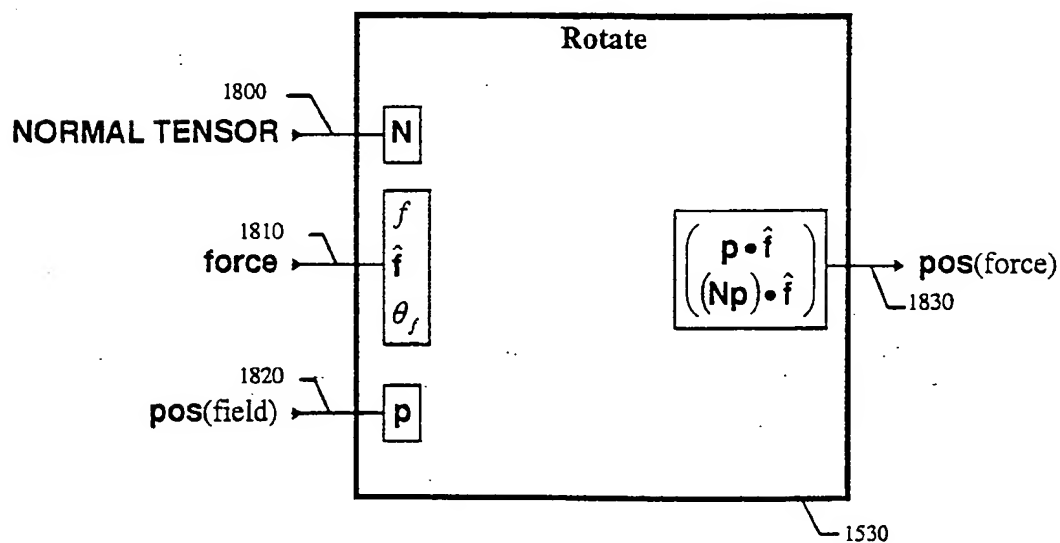 Rotate
1800
NORMAL TENSOR
N
1810
force
f
f̂
θ_f
1820
pos(field)
p
p • f̂
(Np) • f̂
pos(force)
1830
1530